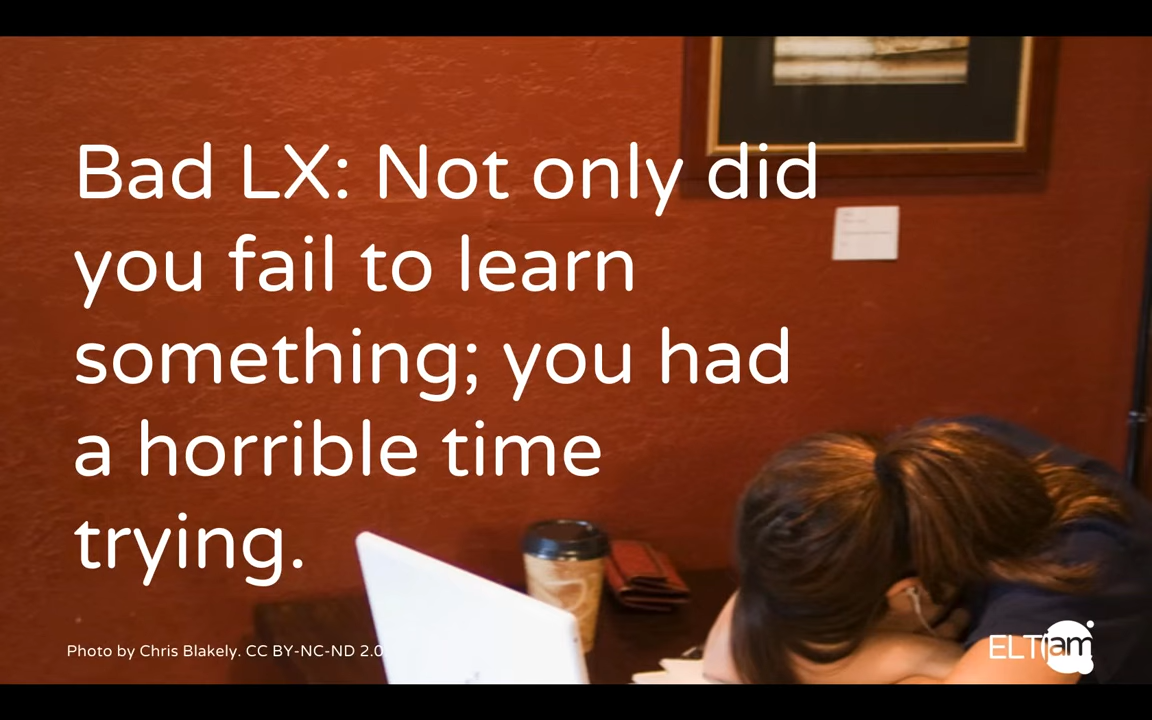 Bad LX: Not only did
you fail to learn
something; you had
a horrible time
trying.
Photo by Chris Blakely. CC BY-NC-ND 2.0
ELTjam